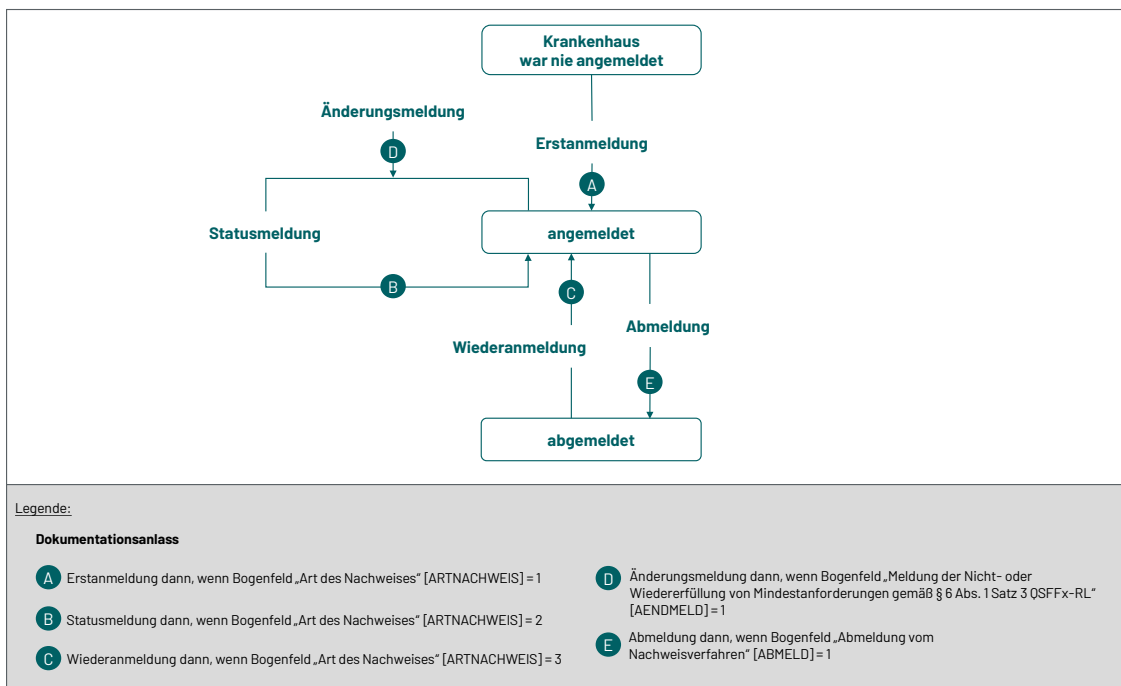 Krankenhaus
war nie angemeldet
Änderungsmeldung
D
Erstanmeldung
A
Statusmeldung
angemeldet
B
C
Abmeldung
Wiederanmeldung
E
abgemeldet
Legende:
Dokumentationsanlass
A Erstanmeldung dann, wenn Bogenfeld „Art des Nachweises“ [ARTNACHWEIS] = 1
B Statusmeldung dann, wenn Bogenfeld „Art des Nachweises“ [ARTNACHWEIS] = 2
C Wiederanmeldung dann, wenn Bogenfeld „Art des Nachweises“ [ARTNACHWEIS] = 3
D Änderungsmeldung dann, wenn Bogenfeld „Meldung der Nicht- oder
Wiedererfüllung von Mindestanforderungen gemäß § 6 Abs. 1 Satz 3 QSFFx-RL“
[AENDMELD] = 1
E Abmeldung dann, wenn Bogenfeld „Abmeldung vom
Nachweisverfahren“ [ABMELD] = 1